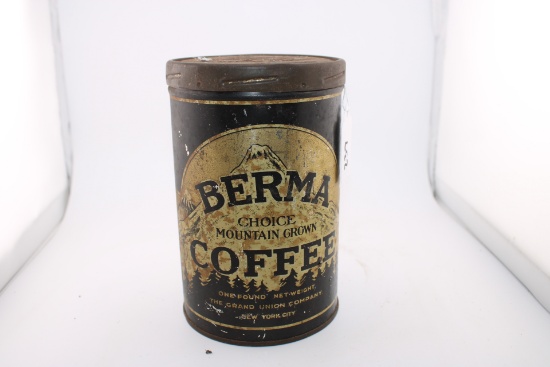 BERMA
CHOICE
MOUNTAIN GROWN
COFFEE
ONE POUND NET WEIGHT
THE GRAND UNION COMPANY
NEW YORK CITY